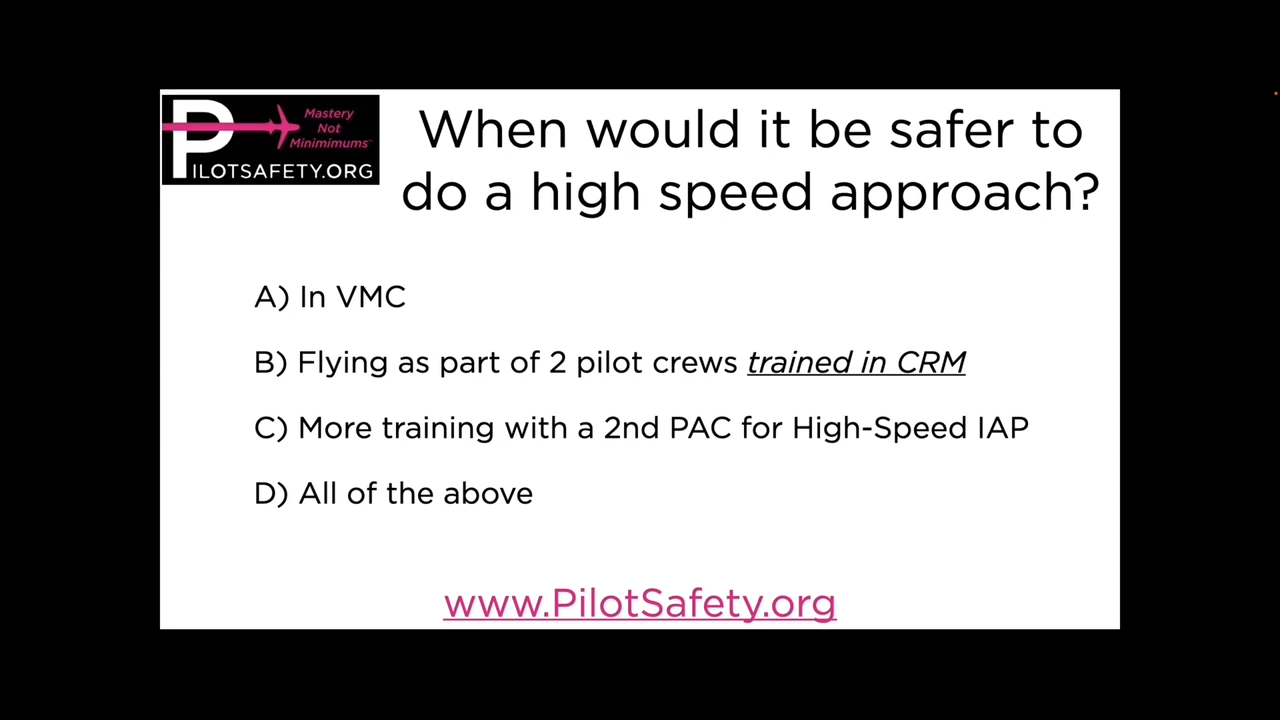 Mastery
Not
Minimimums™
PILOTSAFETY.ORG
When would it be safer to
do a high speed approach?
A) In VMC
B) Flying as part of 2 pilot crews trained in CRM
C) More training with a 2nd PAC for High-Speed IAP
D) All of the above
www.PilotSafety.org